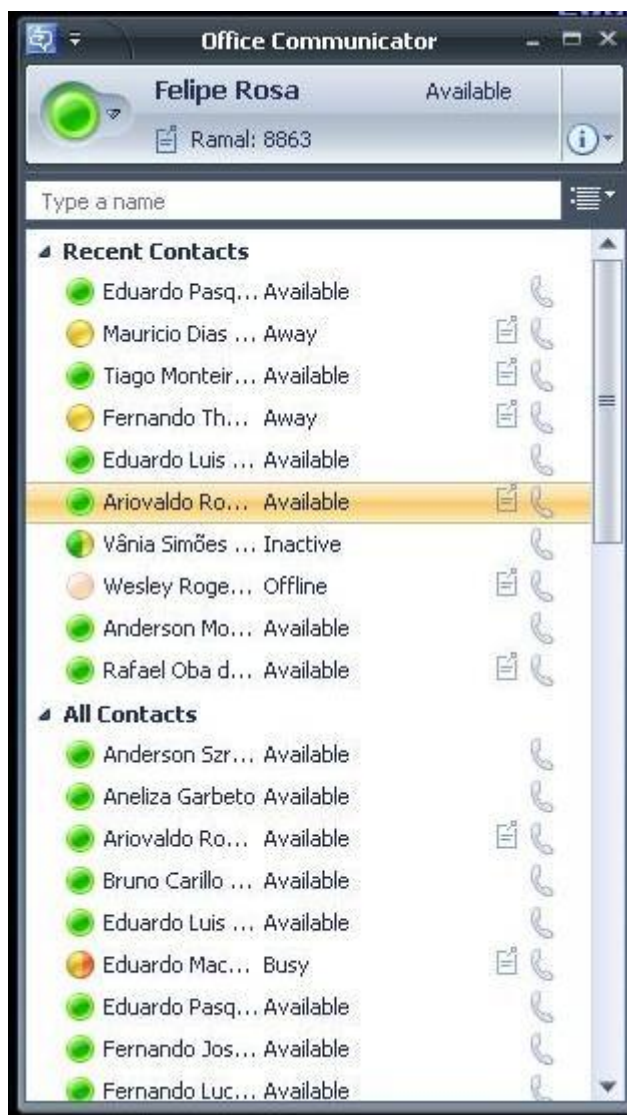 Office Communicator
Felipe Rosa Available
Ramal: 8863
Type a name
Recent Contacts
Eduardo Pasq... Available
Mauricio Dias ... Away
Tiago Monteir... Available
Fernando Th... Away
Eduardo Luis ... Available
Ariovaldo Ro... Available
Vânia Simões ... Inactive
Wesley Roge... Offline
Anderson Mo... Available
Rafael Oba d... Available
All Contacts
Anderson Szr... Available
Aneliza Garbeto Available
Ariovaldo Ro... Available
Bruno Carillo ... Available
Eduardo Luis ... Available
Eduardo Mac... Busy
Eduardo Pasq... Available
Fernando Jos... Available
Fernando Luc... Available